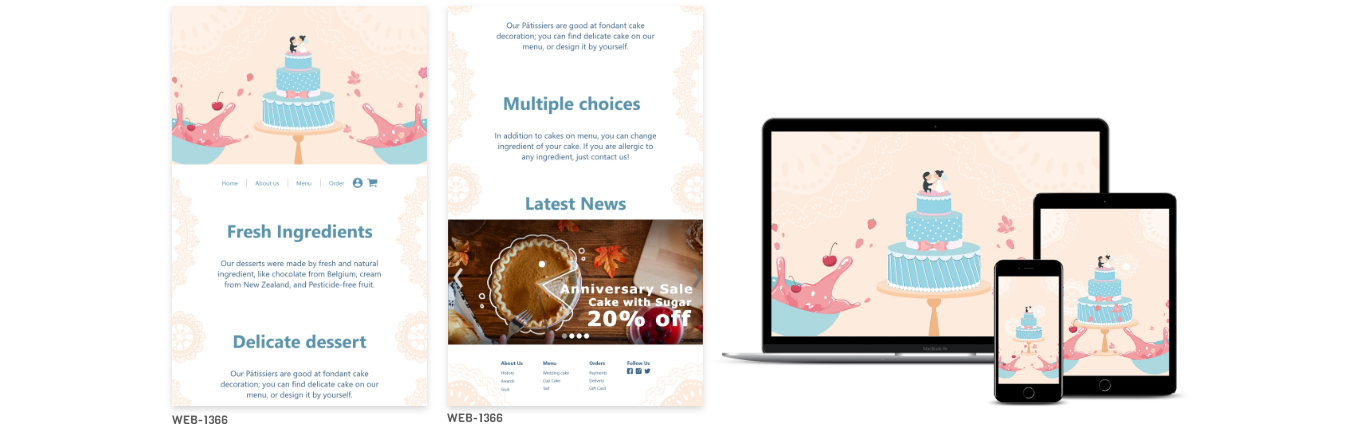 Home | About us | Menu | Order
Fresh Ingredients
Our desserts were made by fresh and natural
ingredient, like chocolate from Belgium, cream
from New Zealand, and Pesticide-free fruit.
Delicate dessert
Our Pâtissiers are good at fondant cake
decoration; you can find delicate cake on our
menu, or design it by yourself.
WEB-1366
Our Pâtissiers are good at fondant cake
decoration; you can find delicate cake on our
menu, or design it by yourself.
Multiple choices
In addition to cakes on menu, you can change
ingredient of your cake. If you are allergic to
any ingredient, just contact us!
Latest News
Anniversary Sale
Cake with Sugar
20% off
About Us
History
Awards
Goal
Menu
Wedding cake
Cup Cake
Set
Orders
Payments
Delivery
Gift Card
Follow Us
WEB-1366
MacBook Air